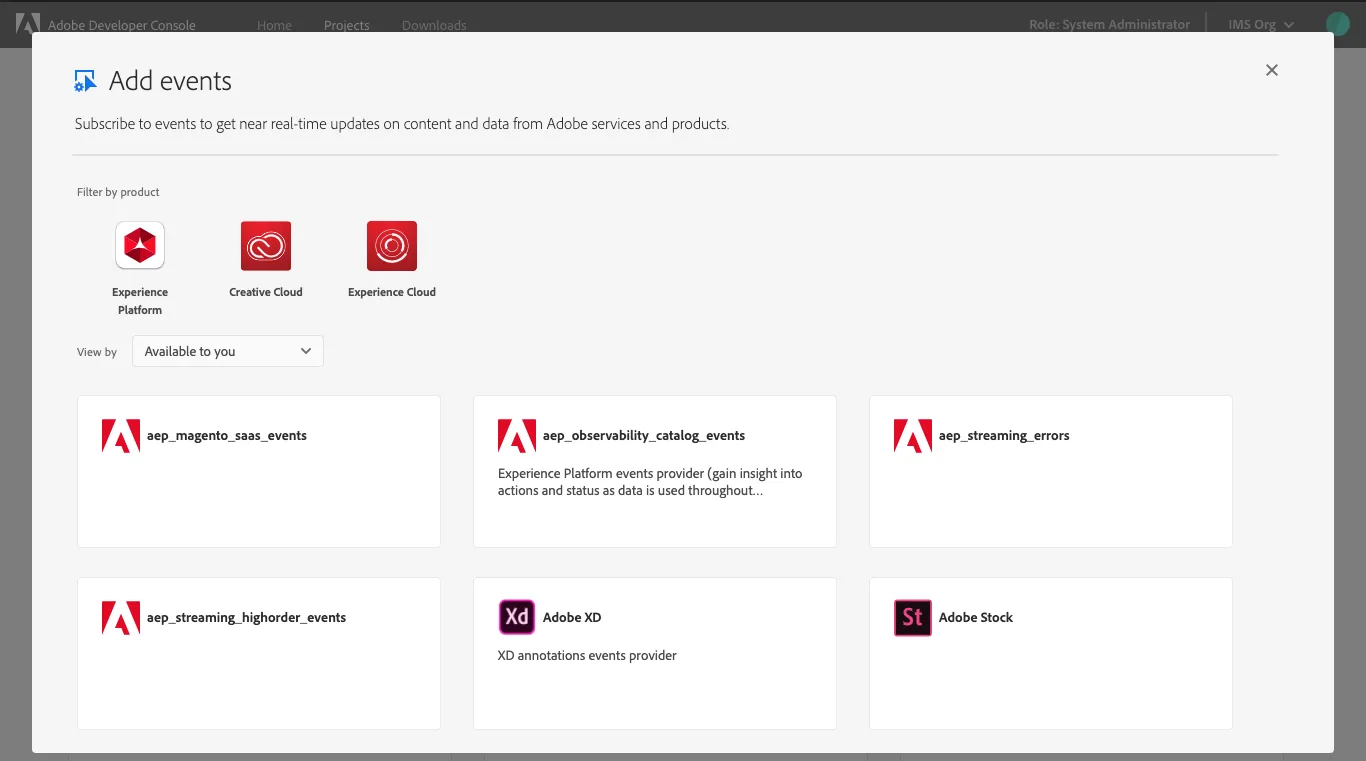 Adobe Developer Console
Home
Projects
Downloads
Role: System Administrator
IMS Org
Add events
Subscribe to events to get near real-time updates on content and data from Adobe services and products.
Filter by product
Experience
Platform
Creative Cloud
Experience Cloud
View by
Available to you
aep_magento_saas_events
aep_observability_catalog_events
Experience Platform events provider (gain insight into
actions and status as data is used throughout...
aep_streaming_errors
aep_streaming_highorder_events
Xd
Adobe XD
XD annotations events provider
St
Adobe Stock